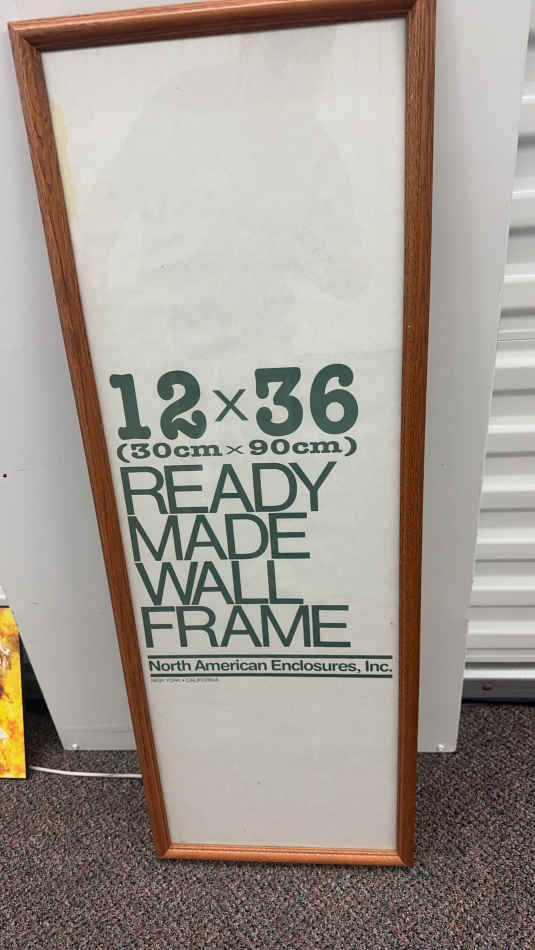 12×36
(30cm×90cm)
READY
MADE
WALL
FRAME
North American Enclosures, Inc.
NEW YORK • CALIFORNIA